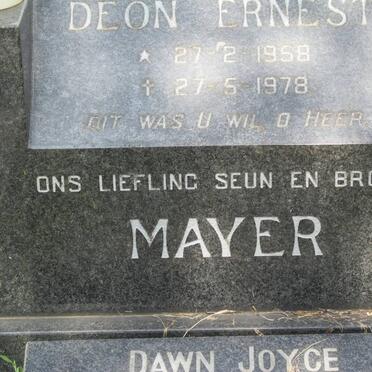 DEON ERNEST
★ 27-2-1958
✝ 27-5-1978
DIT WAS U WIL, O HEER
ONS LIEFLING SEUN EN BRO
MAYER
DAWN JOYCE